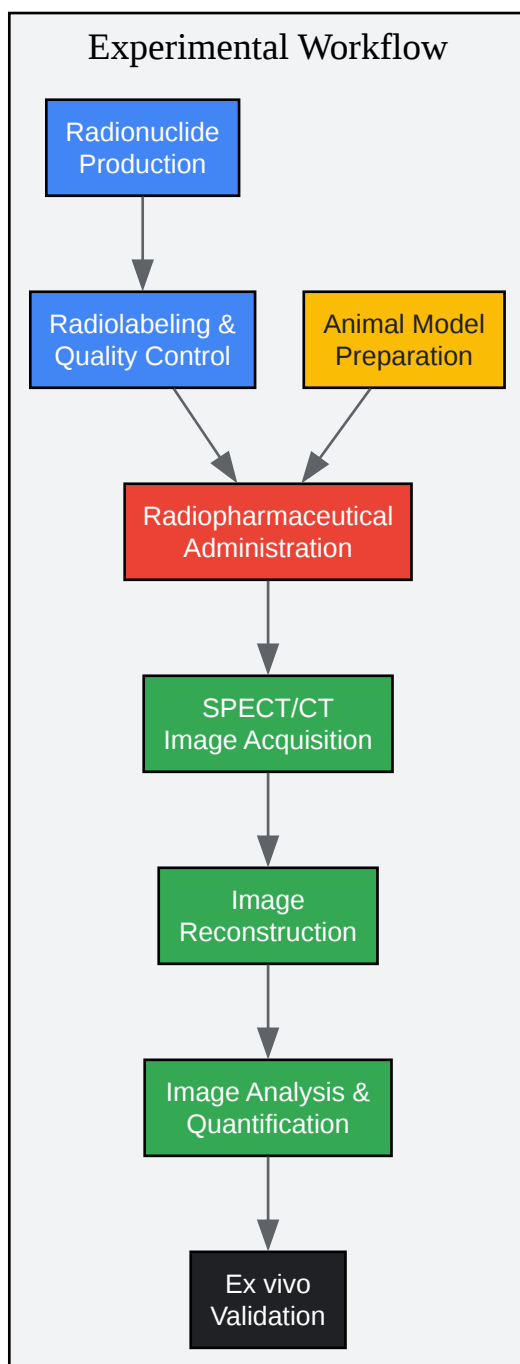 Experimental Workflow
Radionuclide
Production
Radiolabeling &
Quality Control
Animal Model
Preparation
Radiopharmaceutical
Administration
SPECT/CT
Image Acquisition
Image
Reconstruction
Image Analysis &
Quantification
Ex vivo
Validation